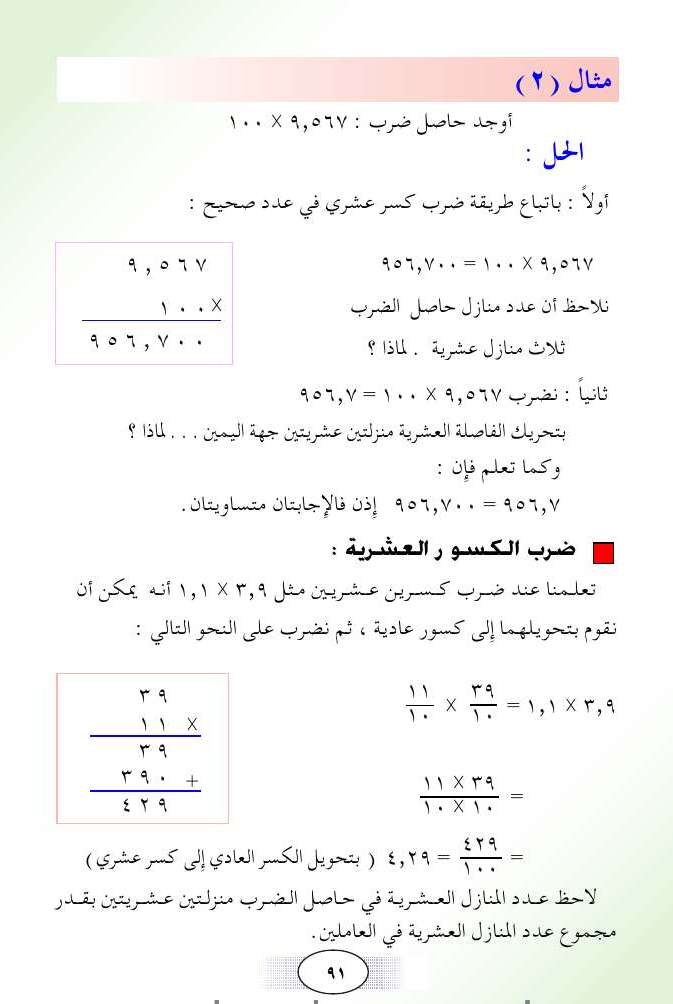 مثال (٢)
أوجد حاصل ضرب : ٩,٥٦٧ × ١٠٠
الحل :
أولاً : باتباع طريقة ضرب كسر عشري في عدد صحيح :
٩,٥٦٧ × ١٠٠ = ٩٥٦,٧٠٠
نلاحظ أن عدد منازل حاصل الضرب
ثلاث منازل عشرية . لماذا ؟
٩,٥٦٧
١٠٠×
٩٥٦,٧٠٠
ثانياً : نضرب ٩,٥٦٧ × ١٠٠ = ٩٥٦,٧
بتحريك الفاصلة العشرية منزلتين عشريتين جهة اليمين . . . لماذا ؟
وكما تعلم فإن :
٩٥٦,٧ = ٩٥٦,٧٠٠ إذن فالإجابتان متساويتان .
ضرب الكسو ر العشرية :
تعلمنا عند ضرب كسرين عشريين مثل ٣,٩ × ١,١ أنه يمكن أن
نقوم بتحويلهما إلى كسور عادية ، ثم نضرب على النحو التالي :
٣,٩ × ١,١ = ٣٩/١٠ × ١١/١٠
= ٣٩ × ١١ / ١٠ × ١٠
= ٤٢٩/١٠٠ = ٤,٢٩ ( بتحويل الكسر العادي إلى كسر عشري )
٣٩
١١ ×
٣٩
٣٩٠ +
٤٢٩
لاحظ عدد المنازل العشرية في حاصل الضرب منزلتين عشريتين بقدر
مجموع عدد المنازل العشرية في العاملين .
٩١